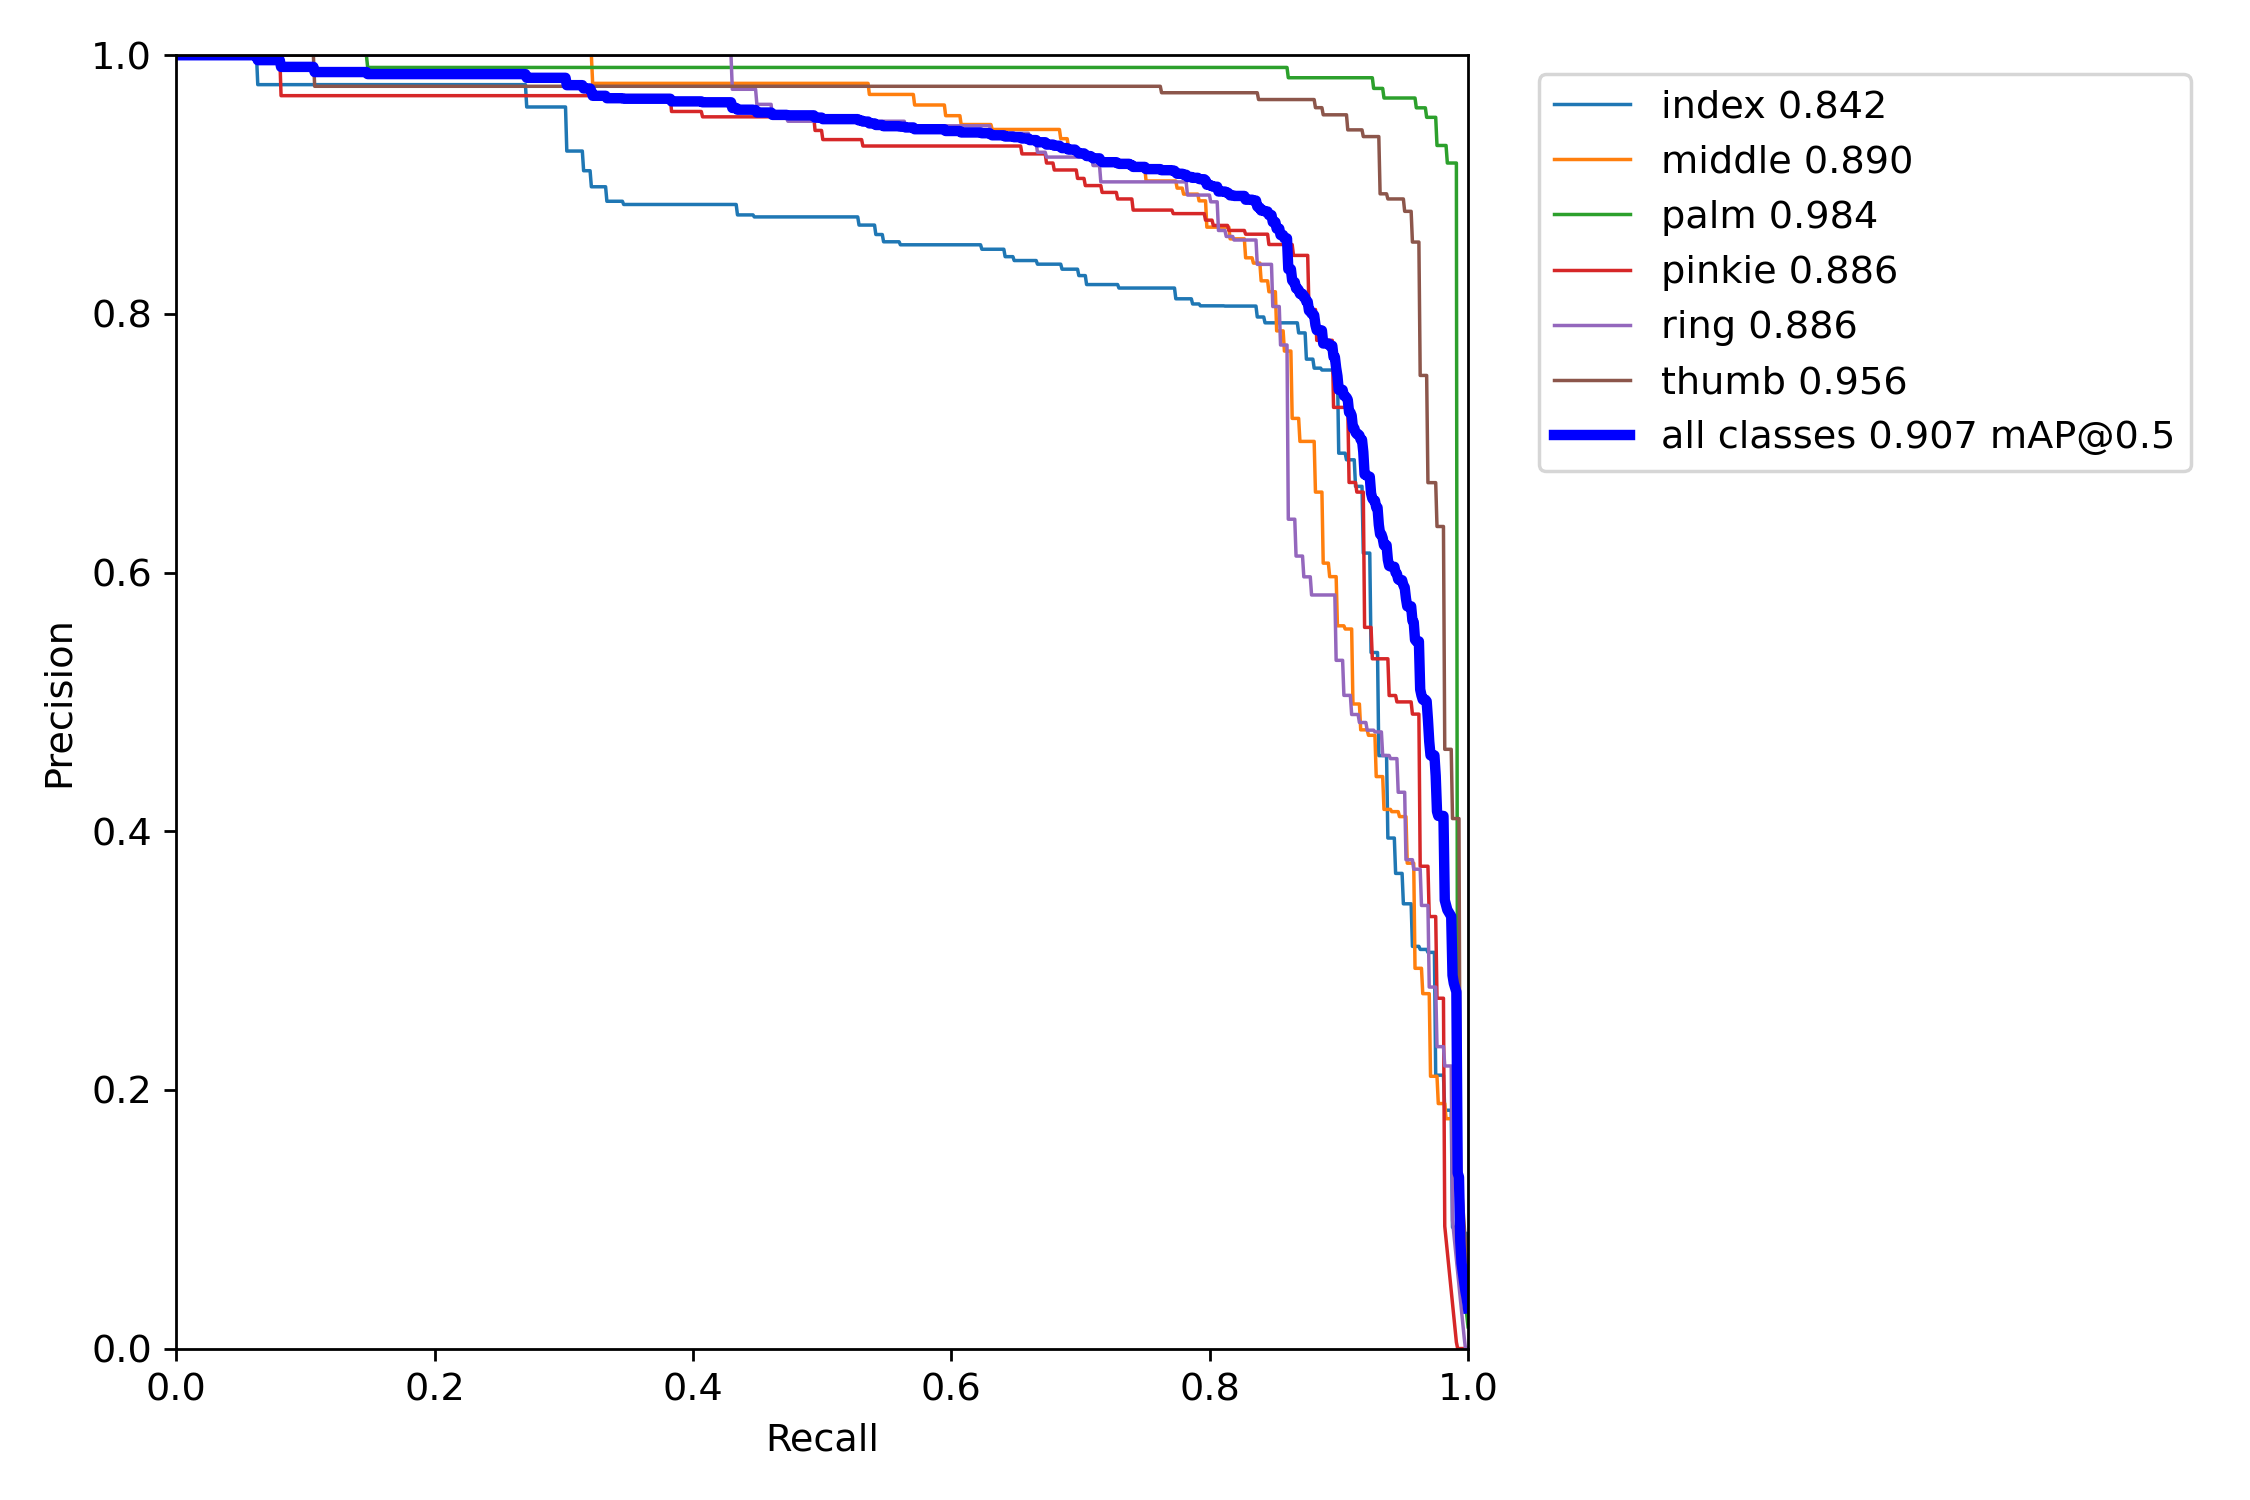 1.0
0.8
0.6
0.4
0.2
0.0
Precision
0.0 0.2 0.4 0.6 0.8 1.0
Recall
index 0.842
middle 0.890
palm 0.984
pinkie 0.886
ring 0.886
thumb 0.956
all classes 0.907 mAP@0.5